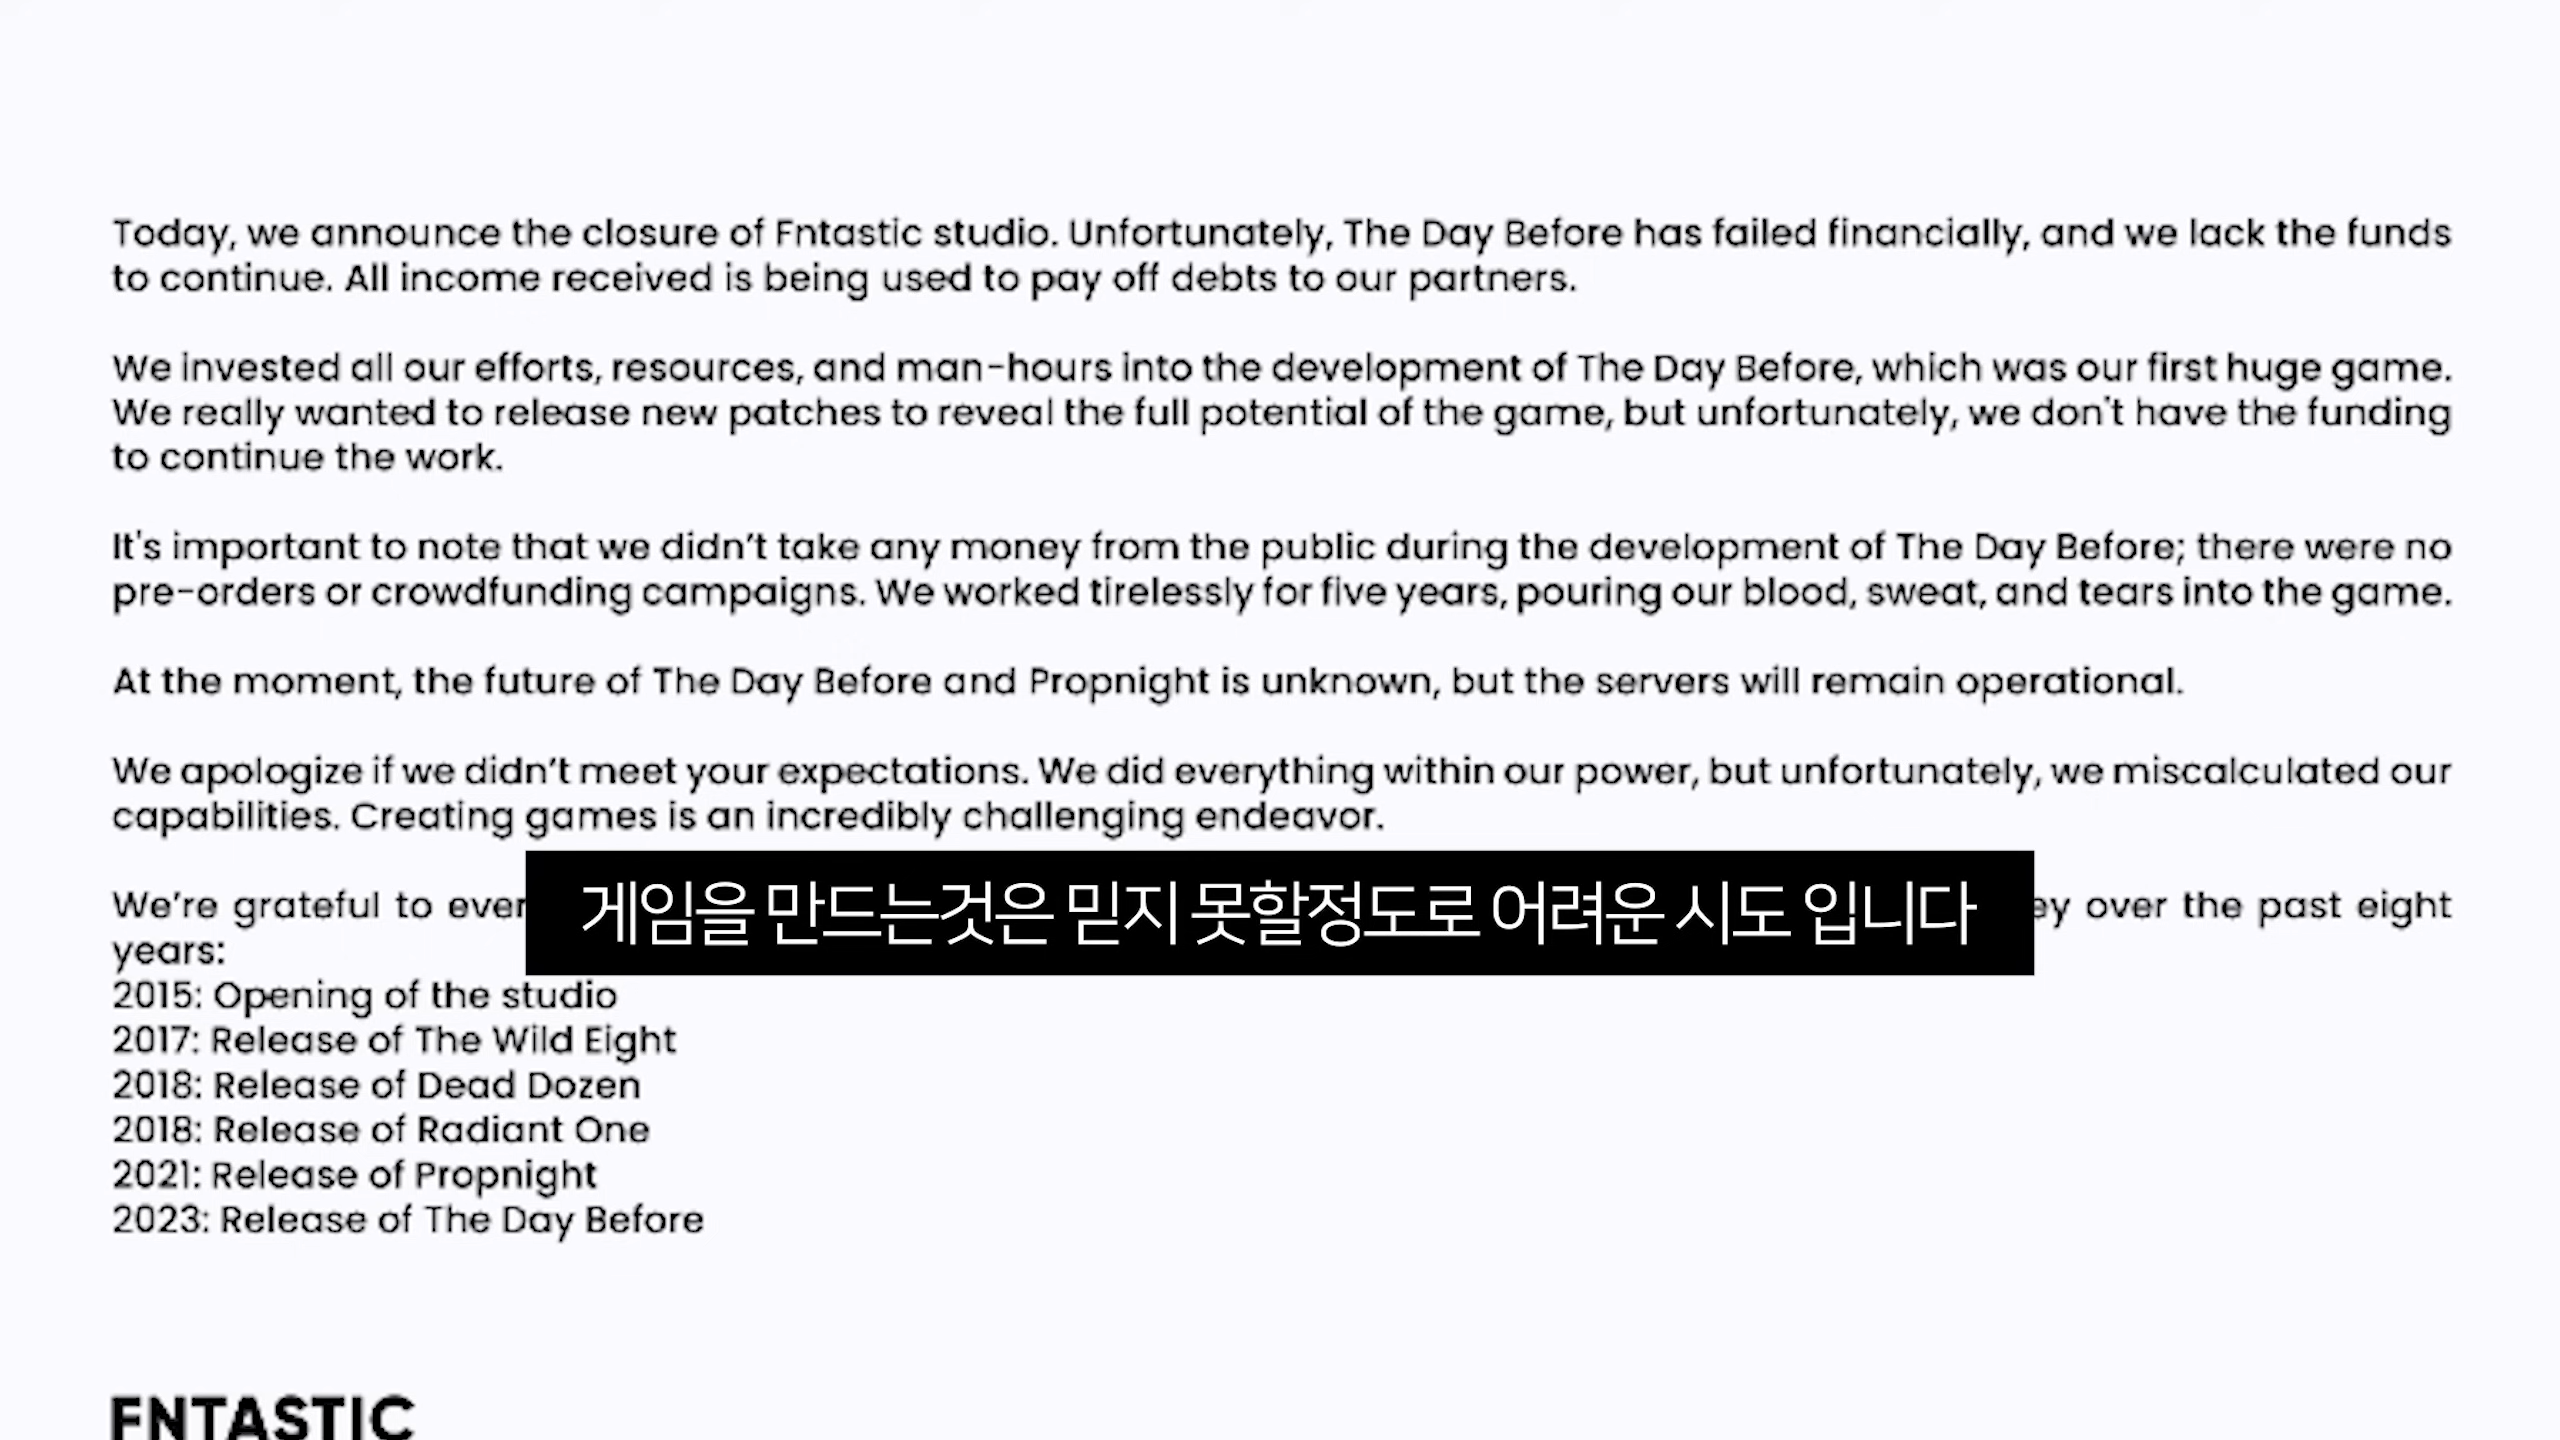 Today, we announce the closure of Fntastic studio. Unfortunately, The Day Before has failed financially, and we lack the funds
to continue. All income received is being used to pay off debts to our partners.
We invested all our efforts, resources, and man-hours into the development of The Day Before, which was our first huge game.
We really wanted to release new patches to reveal the full potential of the game, but unfortunately, we don't have the funding
to continue the work.
It's important to note that we didn’t take any money from the public during the development of The Day Before; there were no
pre-orders or crowdfunding campaigns. We worked tirelessly for five years, pouring our blood, sweat, and tears into the game.
At the moment, the future of The Day Before and Propnight is unknown, but the servers will remain operational.
We apologize if we didn’t meet your expectations. We did everything within our power, but unfortunately, we miscalculated our
capabilities. Creating games is an incredibly challenging endeavor.
We’re grateful to over the past eight
게임을 만드는것은 믿지 못할정도로 어려운 시도 입니다
years:
2015: Opening of the studio
2017: Release of The Wild Eight
2018: Release of Dead Dozen
2018: Release of Radiant One
2021: Release of Propnight
2023: Release of The Day Before
FNTASTIC